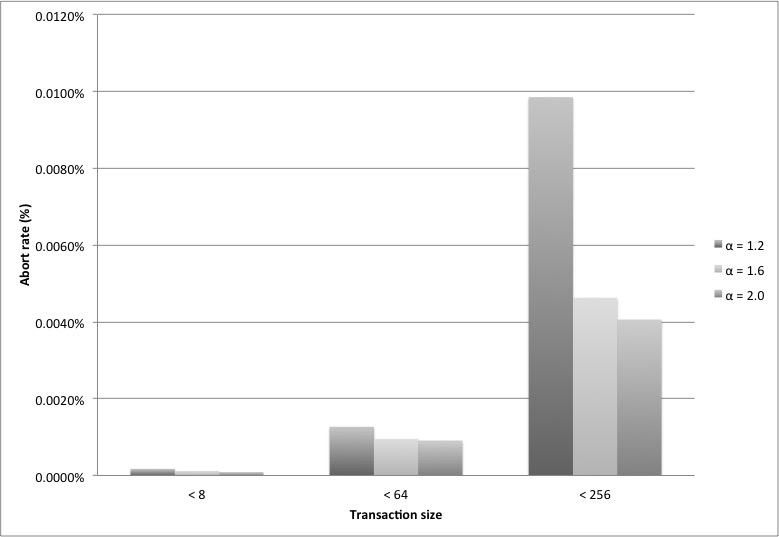 0.0120%
0.0100%
0.0080%
0.0060%
0.0040%
0.0020%
0.0000%
Abort rate (%)
< 8
< 64
< 256
Transaction size
α = 1.2
α = 1.6
α = 2.0